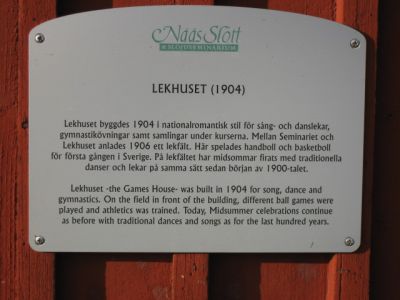 Nääs Slott
SLÖJDSEMINARIUM
LEKHUSET (1904)
Lekhuset byggdes 1904 i nationalromantisk stil för sång- och danslekar,
gymnastikövningar samt samlingar under kurserna. Mellan Seminariet och
Lekhuset anlades 1906 ett lekfält. Här spelades handboll och basketboll
för första gången i Sverige. På lekfältet har midsommar firats med traditionella
danser och lekar på samma sätt sedan början av 1900-talet.
Lekhuset -the Games House- was built in 1904 for song, dance and
gymnastics. On the field in front of the building, different ball games were
played and athletics was trained. Today, Midsummer celebrations continue
as before with traditional dances and songs as for the last hundred years.